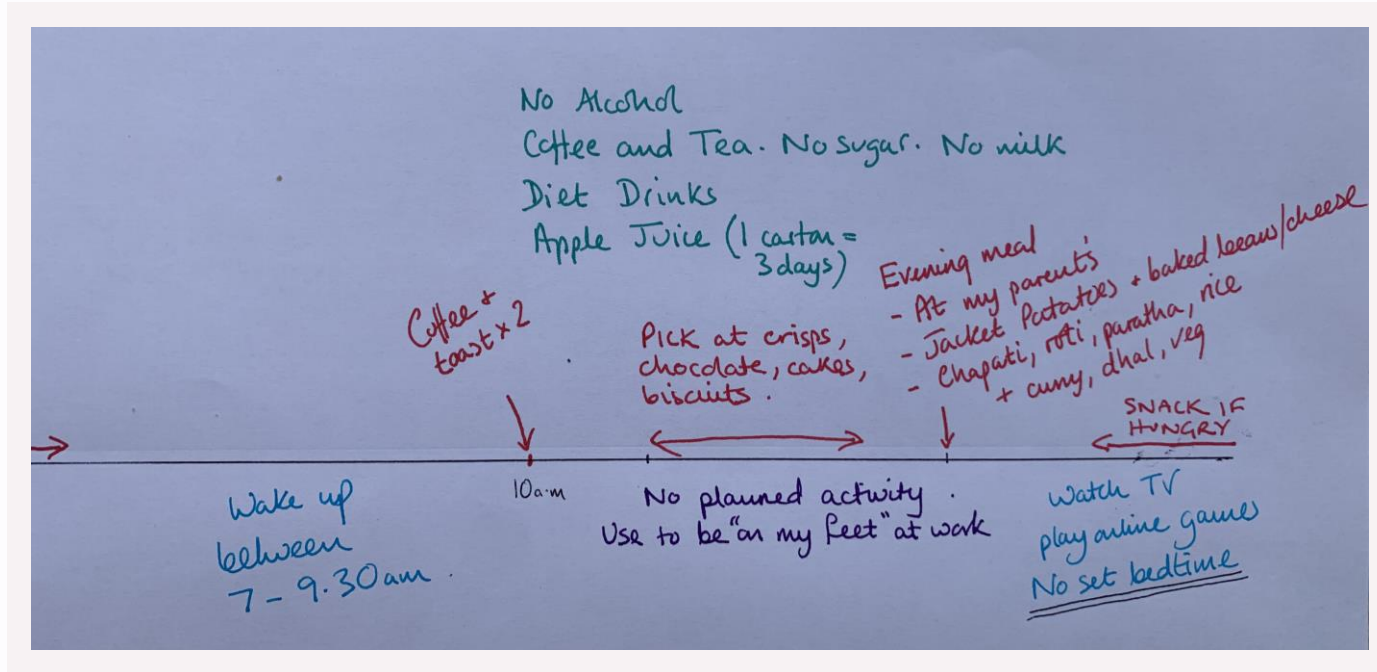 No Alcohol
Coffee and Tea. No sugar. No milk
Diet Drinks
Apple Juice (1 carton =
3 days)
Coffee +
toast x 2
Pick at crisps,
chocolate, cakes,
biscuits.
Evening meal
- At my parent's
- Jacket Potatoes + baked beans/cheese
- Chapati, roti, paratha, rice
+ curry, dhal, veg
SNACK IF
HUNGRY
Wake up
between
7 - 9.30am.
10a.m
No planned activity.
Use to be "on my feet" at work
Watch TV
play online games
No set bedtime